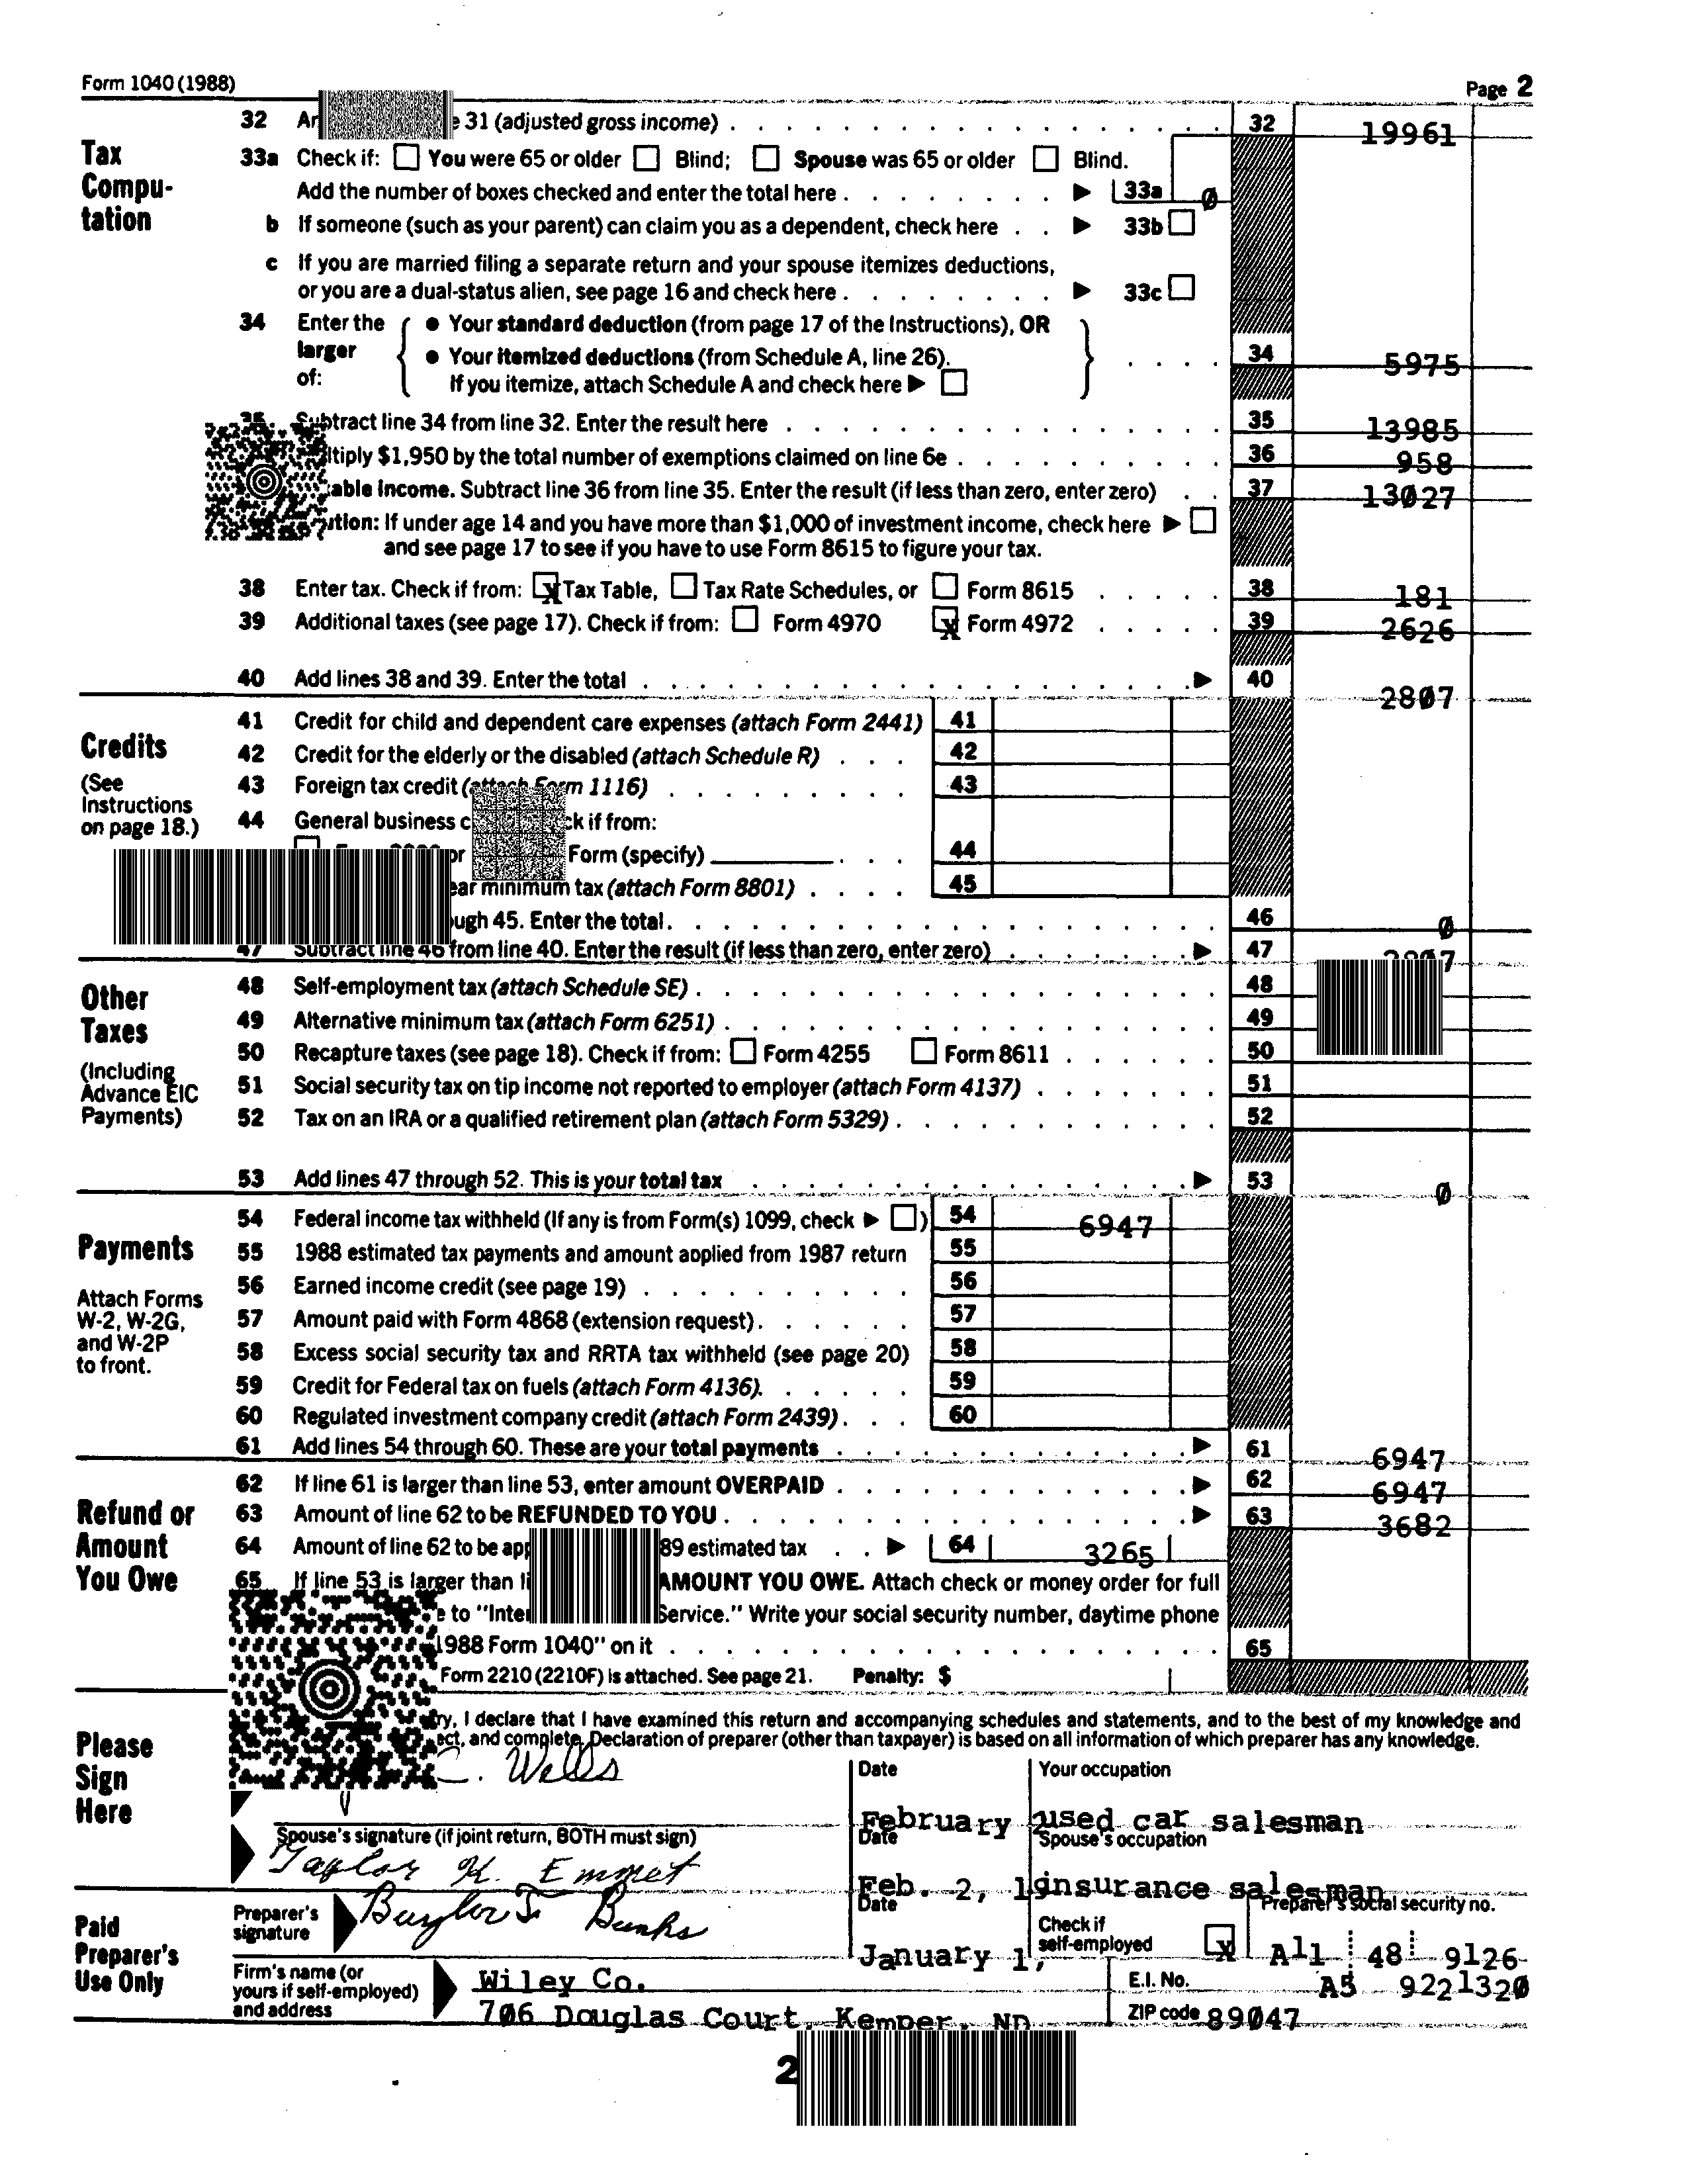 Form 1040 (1988)
Page 2
Tax Compu-tation
32 31 (adjusted gross income) 32 19961
33a Check if: You were 65 or older Blind; Spouse was 65 or older Blind.
Add the number of boxes checked and enter the total here 33a 0
b If someone (such as your parent) can claim you as a dependent, check here 33b
c If you are married filing a separate return and your spouse itemizes deductions,
or you are a dual-status alien, see page 16 and check here 33c
34 Enter the larger of:
• Your standard deduction (from page 17 of the Instructions), OR
• Your itemized deductions (from Schedule A, line 26).
If you itemize, attach Schedule A and check here
34 5975
Subtract line 34 from line 32. Enter the result here 35 13985
$1,950 by the total number of exemptions claimed on line 6e 36 958
Income. Subtract line 36 from line 35. Enter the result (if less than zero, enter zero) 37 13027
If under age 14 and you have more than $1,000 of investment income, check here
and see page 17 to see if you have to use Form 8615 to figure your tax.
38 Enter tax. Check if from: X Tax Table, Tax Rate Schedules, or Form 8615 38 181
39 Additional taxes (see page 17). Check if from: Form 4970 X Form 4972 39 2626
40 Add lines 38 and 39. Enter the total 40 2807
Credits
(See Instructions on page 18.)
41 Credit for child and dependent care expenses (attach Form 2441) 41
42 Credit for the elderly or the disabled (attach Schedule R) 42
43 Foreign tax credit (attach Form 1116) 43
44 General business if from:
or Form (specify) 44
minimum tax (attach Form 8801) 45
45. Enter the total. 46 0
47 Subtract line 46 from line 40. Enter the result (if less than zero, enter zero) 47
Other Taxes
(Including Advance EIC Payments)
48 Self-employment tax (attach Schedule SE) 48
49 Alternative minimum tax (attach Form 6251) 49
50 Recapture taxes (see page 18). Check if from: Form 4255 Form 8611 50
51 Social security tax on tip income not reported to employer (attach Form 4137) 51
52 Tax on an IRA or a qualified retirement plan (attach Form 5329) 52
53 Add lines 47 through 52. This is your total tax 53 0
Payments
Attach Forms W-2, W-2G, and W-2P to front.
54 Federal income tax withheld (If any is from Form(s) 1099, check ) 54 6947
55 1988 estimated tax payments and amount applied from 1987 return 55
56 Earned income credit (see page 19) 56
57 Amount paid with Form 4868 (extension request) 57
58 Excess social security tax and RRTA tax withheld (see page 20) 58
59 Credit for Federal tax on fuels (attach Form 4136). 59
60 Regulated investment company credit (attach Form 2439) 60
61 Add lines 54 through 60. These are your total payments 61 6947
Refund or Amount You Owe
62 If line 61 is larger than line 53, enter amount OVERPAID 62 6947
63 Amount of line 62 to be REFUNDED TO YOU 63 3682
64 Amount of line 62 to be estimated tax 64 3265
65 If line 53 is larger than AMOUNT YOU OWE. Attach check or money order for full
to "Service." Write your social security number, daytime phone
1988 Form 1040" on it 65
Form 2210 (2210F) is attached. See page 21. Penalty: $
Please Sign Here
I declare that I have examined this return and accompanying schedules and statements, and to the best of my knowledge and
and complete. Declaration of preparer (other than taxpayer) is based on all information of which preparer has any knowledge.
C. Wells
Date
February 2
Your occupation
used car salesman
Spouse's signature (if joint return, BOTH must sign)
Taylor K. Emmet
Date
Feb. 2, 19
Spouse's occupation
insurance salesman
Paid Preparer's Use Only
Preparer's signature
Date
January 1,
Check if self-employed X
Preparer's social security no.
A11 48 9126
Firm's name (or yours if self-employed) and address
Wiley Co.
706 Douglas Court, Kemper, ND
E.I. No. A5 9221320
ZIP code 89047
2